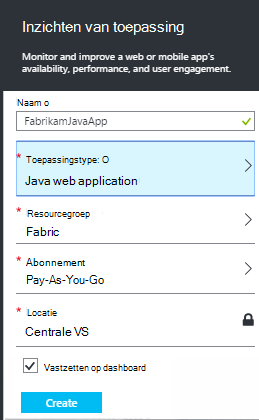 Inzichten van toepassing
Monitor and improve a web or mobile app's
availability, performance, and user engagement.
Naam o
FabrikamJavaApp
* Toepassingstype: O
Java web application
* Resourcegroep
Fabric
* Abonnement
Pay-As-You-Go
* Locatie
Centrale VS
Vastzetten op dashboard
Create